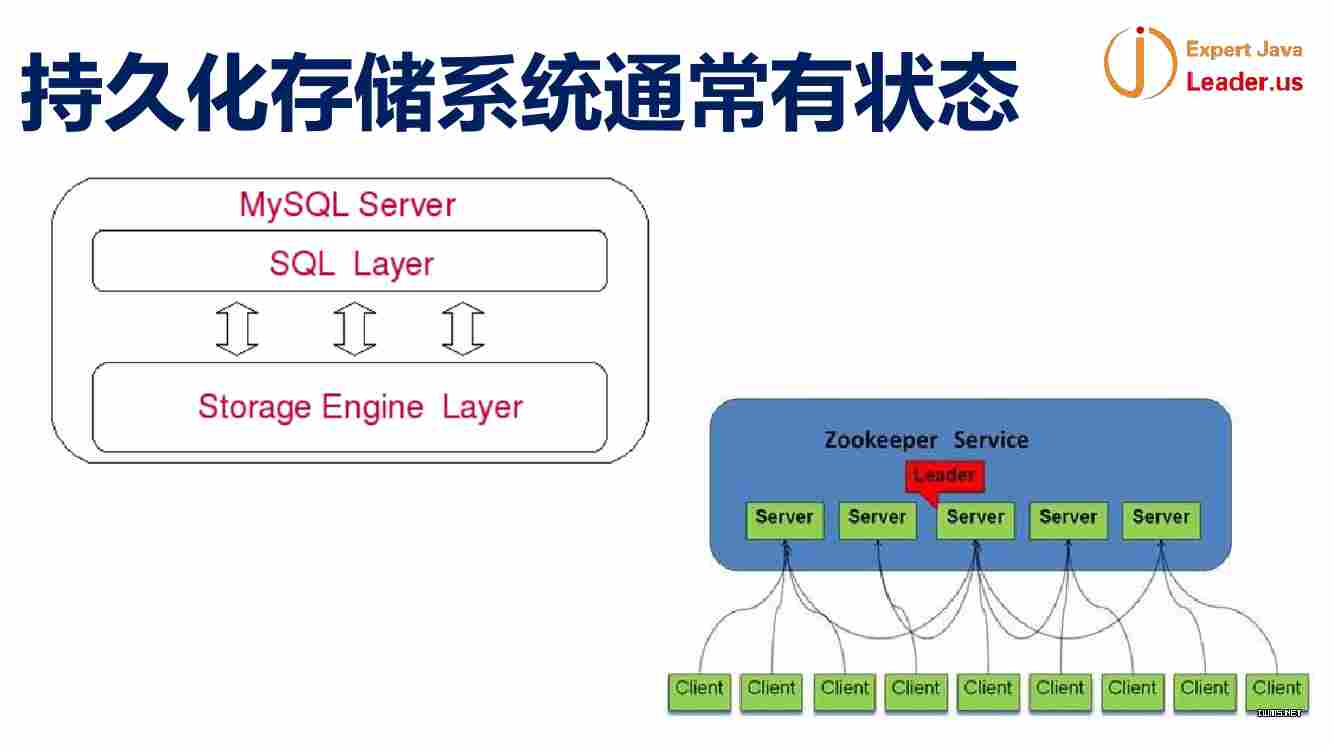 持久化存储系统通常有状态
Expert Java
Leader.us
MySQL Server
SQL Layer
Storage Engine Layer
Zookeeper Service
Leader
Server Server Server Server Server
Client Client Client Client Client Client Client Client Client